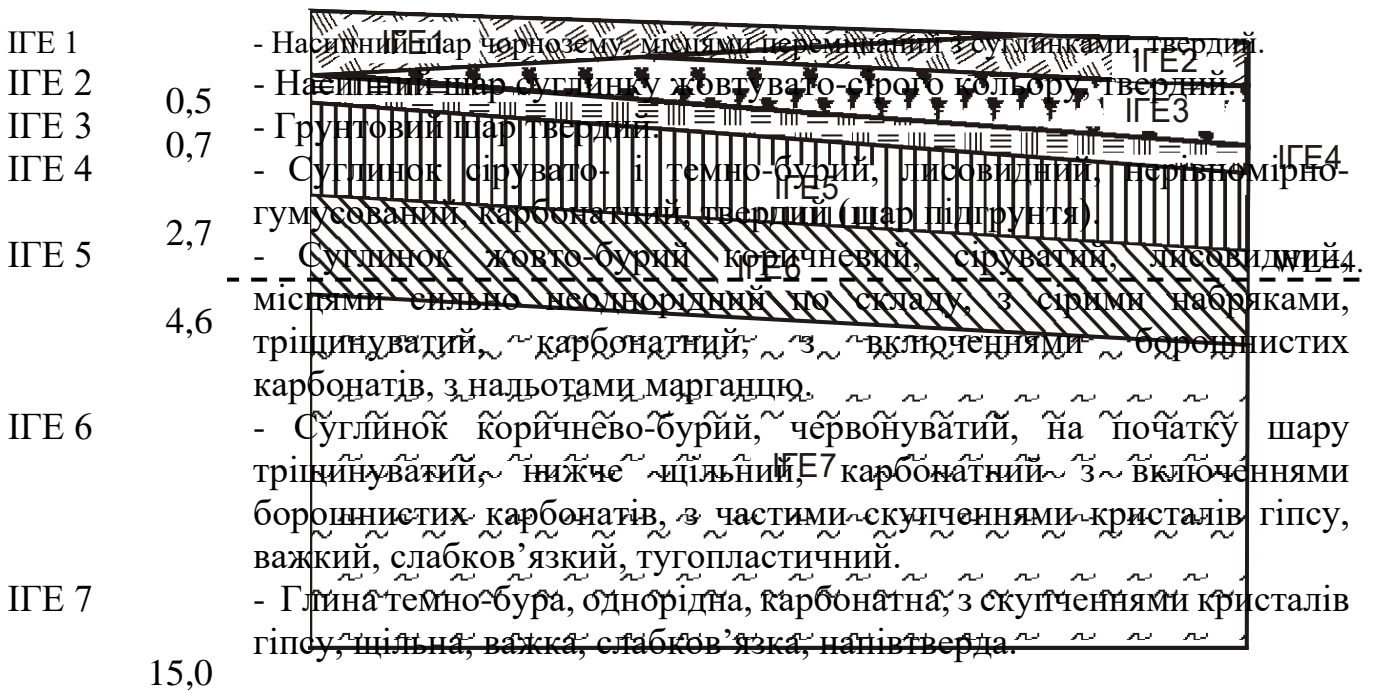 ІГЕ 1 - Насипний шар чорнозему, місцями перемішаний з суглинками, твердий.
ІГЕ 2 - Насипний шар суглинку жовтувато-сірого кольору, твердий.
0,5
ІГЕ 3 - Грунтовий шар твердий.
0,7
ІГЕ 4 - Суглинок сірувато- і темно-бурий, лисовидний, нерівномірно-
гумусований, карбонатний, твердий (шар підгрунтя).
2,7
ІГЕ 5 - Суглинок жовто-бурий коричневий, сіруватий, лисовидний,
місцями сильно неоднорідний по складу, з сірими набряками,
4,6
тріщинуватий, карбонатний, з включеннями борошнистих
карбонатів, з нальотами марганцю.
ІГЕ 6 - Суглинок коричнево-бурий, червонуватий, на початку шару
тріщинуватий, нижче щільний, карбонатний з включеннями
борошнистих карбонатів, з частими скупченнями кристалів гіпсу,
важкий, слабков’язкий, тугопластичний.
ІГЕ 7 - Глина темно-бура, однорідна, карбонатна, з скупченнями кристалів
гіпсу, щільна, важка, слабков’язка, напівтверда.
15,0
ІГЕ1
ІГЕ2
ІГЕ3
ІГЕ4
ІГЕ5
ІГЕ6
ІГЕ7